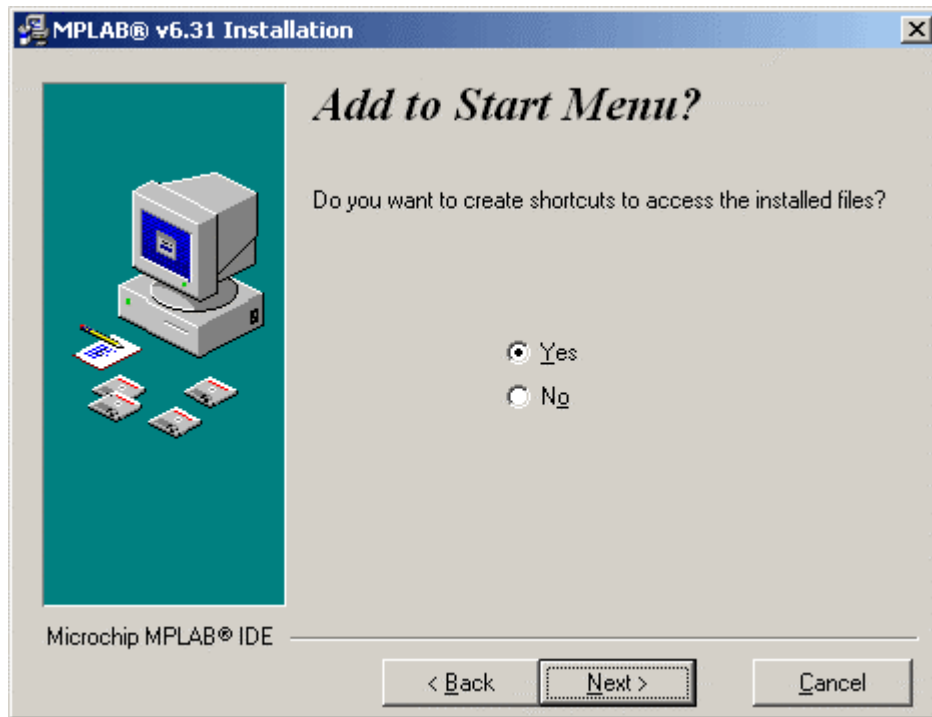 MPLAB® v6.31 Installation
Add to Start Menu?
Do you want to create shortcuts to access the installed files?
Yes
No
Microchip MPLAB® IDE
< Back Next > Cancel